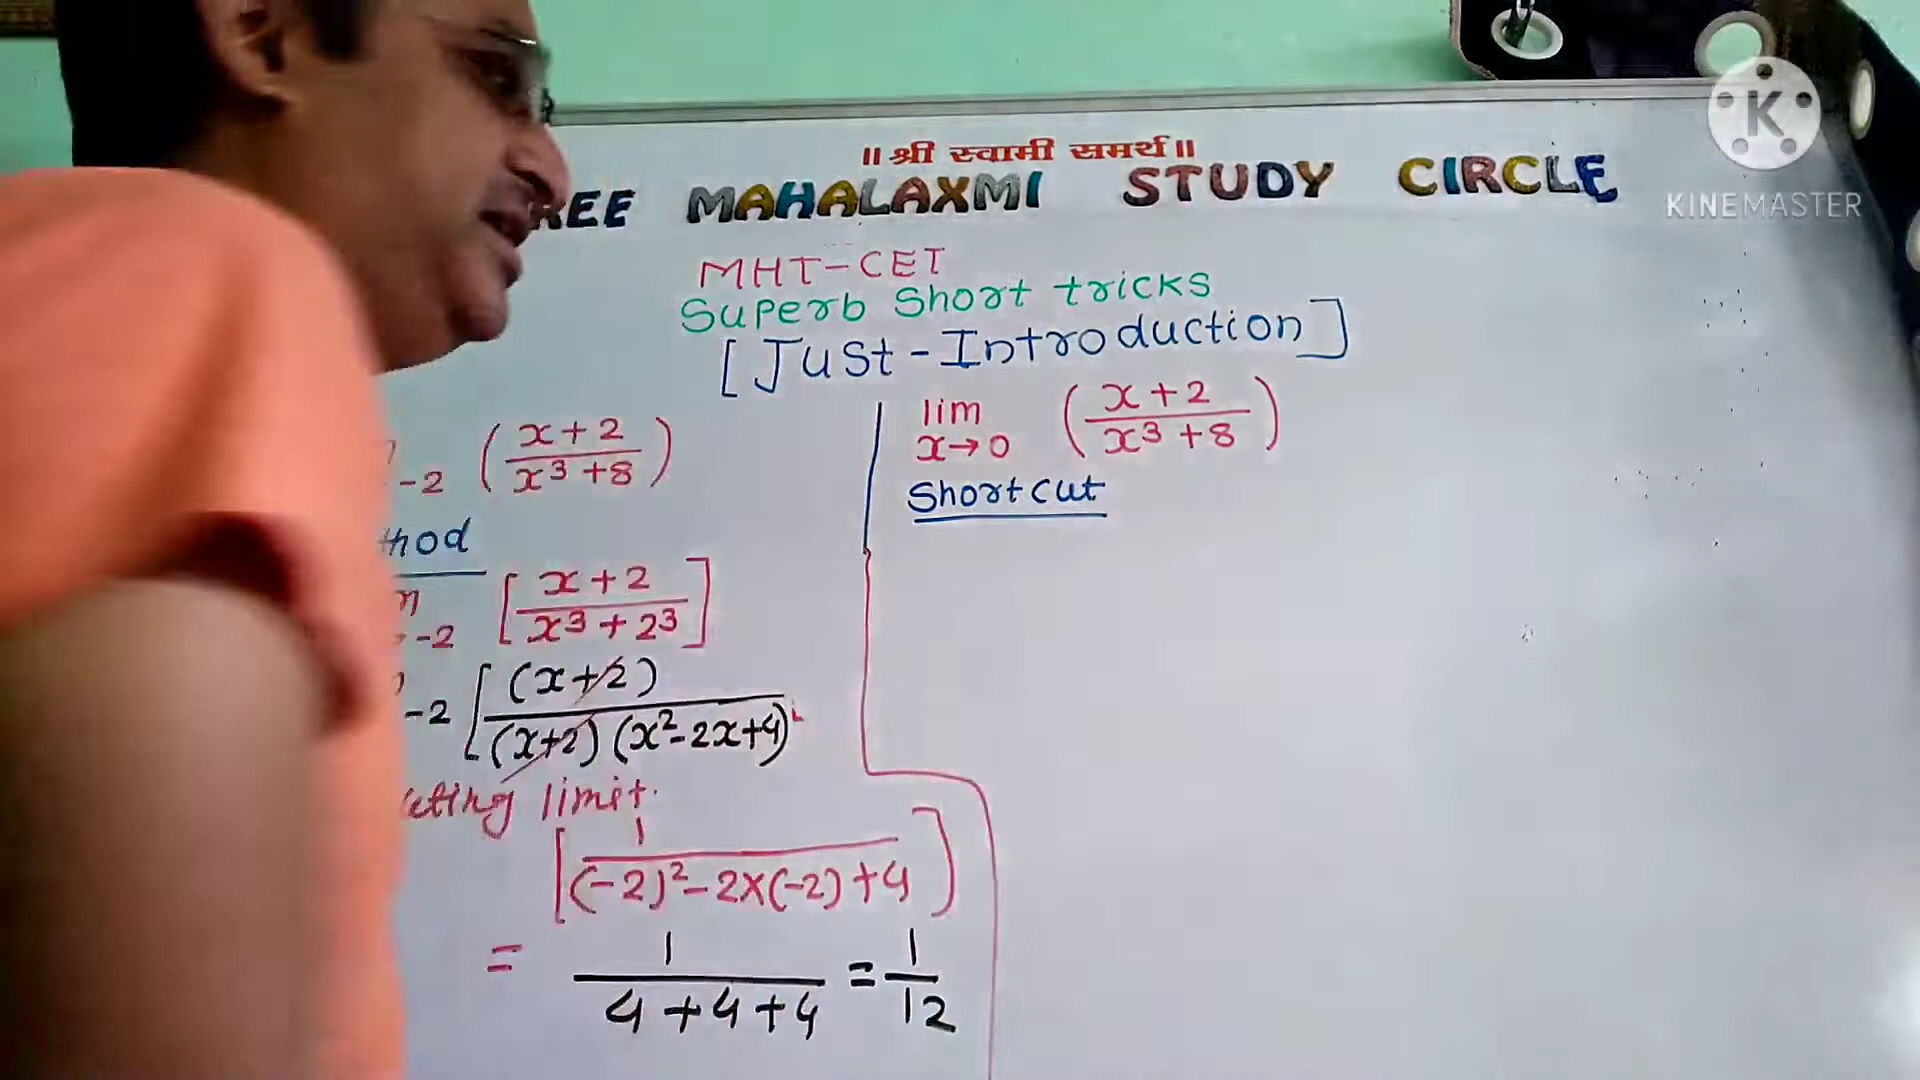 ॥ श्री स्वामी समर्थ ॥
REE MAHALAXMI STUDY CIRCLE
KINEMASTER
MHT-CET
Superb Short tricks
[Just-Introduction]
-2 (x+2 / x³+8)
thod
-2 [x+2 / x³+2³]
-2 [(x+2) / (x+2) (x²-2x+4)]
cting limit.
[1 / (-2)²-2x(-2)+4]
= 1 / 4+4+4 = 1/12
lim x→0 (x+2 / x³+8)
Shortcut